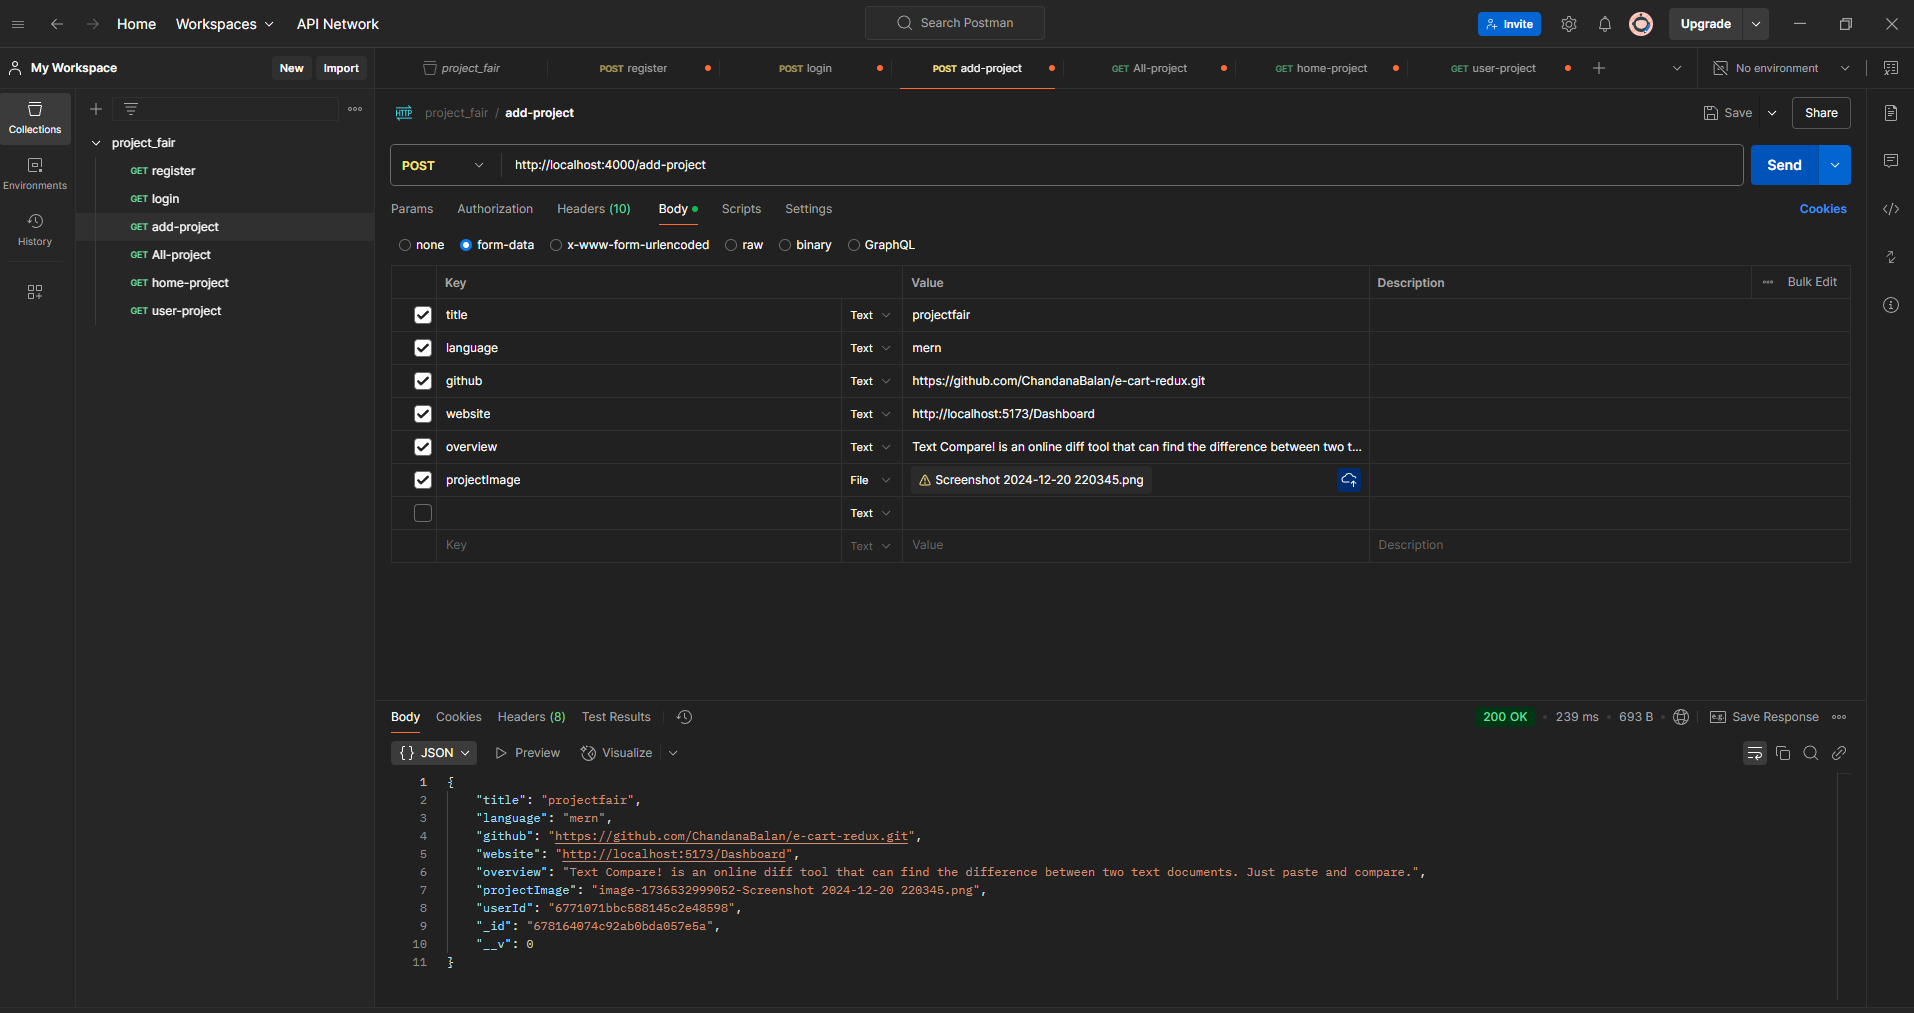 Home Workspaces API Network Search Postman Invite Upgrade
My Workspace New Import project_fair POST register POST login POST add-project GET All-project GET home-project GET user-project No environment
Collections
Environments
History
project_fair
GET register
GET login
GET add-project
GET All-project
GET home-project
GET user-project
HTTP project_fair / add-project Save Share
POST http://localhost:4000/add-project Send
Params Authorization Headers (10) Body Scripts Settings Cookies
none form-data x-www-form-urlencoded raw binary GraphQL
Key Value Description Bulk Edit
title Text projectfair
language Text mern
github Text https://github.com/ChandanaBalan/e-cart-redux.git
website Text http://localhost:5173/Dashboard
overview Text Text Compare! is an online diff tool that can find the difference between two t...
projectImage File Screenshot 2024-12-20 220345.png
Text
Key Text Value Description
Body Cookies Headers (8) Test Results 200 OK 239 ms 693 B e.g. Save Response
{} JSON Preview Visualize
1 {
2 "title": "projectfair",
3 "language": "mern",
4 "github": "https://github.com/ChandanaBalan/e-cart-redux.git",
5 "website": "http://localhost:5173/Dashboard",
6 "overview": "Text Compare! is an online diff tool that can find the difference between two text documents. Just paste and compare.",
7 "projectImage": "image-1736532999052-Screenshot 2024-12-20 220345.png",
8 "userId": "6771071bbc588145c2e48598",
9 "_id": "678164074c92ab0bda057e5a",
10 "__v": 0
11 }